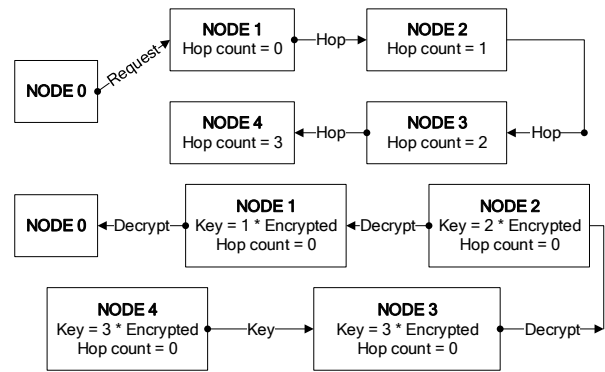 NODE 0
Request
NODE 1
Hop count = 0
Hop
NODE 2
Hop count = 1
Hop
NODE 3
Hop count = 2
Hop
NODE 4
Hop count = 3
NODE 0
Decrypt
NODE 1
Key = 1 * Encrypted
Hop count = 0
Decrypt
NODE 2
Key = 2 * Encrypted
Hop count = 0
NODE 4
Key = 3 * Encrypted
Hop count = 0
Key
NODE 3
Key = 3 * Encrypted
Hop count = 0
Decrypt